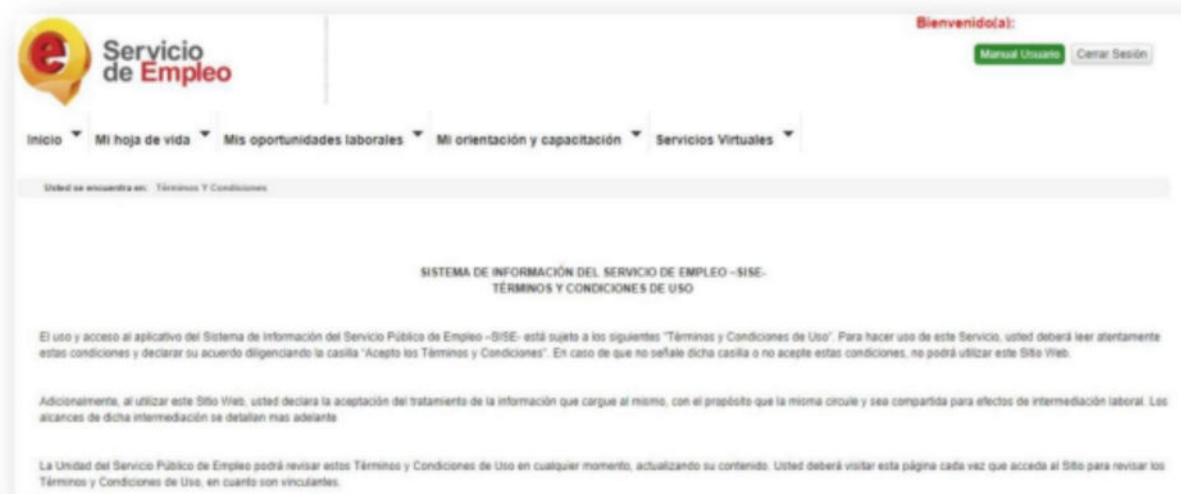 Bienvenido(a):
e
Servicio
de Empleo
Manual Usuario
Cerrar Sesión
Inicio
Mi hoja de vida
Mis oportunidades laborales
Mi orientación y capacitación
Servicios Virtuales
Usted se encuentra en: Términos Y Condiciones
SISTEMA DE INFORMACIÓN DEL SERVICIO DE EMPLEO –SISE-
TÉRMINOS Y CONDICIONES DE USO
El uso y acceso al aplicativo del Sistema de Información del Servicio Público de Empleo –SISE- está sujeto a los siguientes "Términos y Condiciones de Uso". Para hacer uso de este Servicio, usted deberá leer atentamente
estas condiciones y declarar su acuerdo diligenciando la casilla "Acepto los Términos y Condiciones". En caso de que no señale dicha casilla o no acepte estas condiciones, no podrá utilizar este Sitio Web.
Adicionalmente, al utilizar este Sitio Web, usted declara la aceptación del tratamiento de la información que cargue al mismo, con el propósito que la misma circule y sea compartida para efectos de intermediación laboral. Los
alcances de dicha intermediación se detallan mas adelante
La Unidad del Servicio Público de Empleo podrá revisar estos Términos y Condiciones de Uso en cualquier momento, actualizando su contenido. Usted deberá visitar esta página cada vez que acceda al Sitio para revisar los
Términos y Condiciones de Uso, en cuanto son vinculantes.